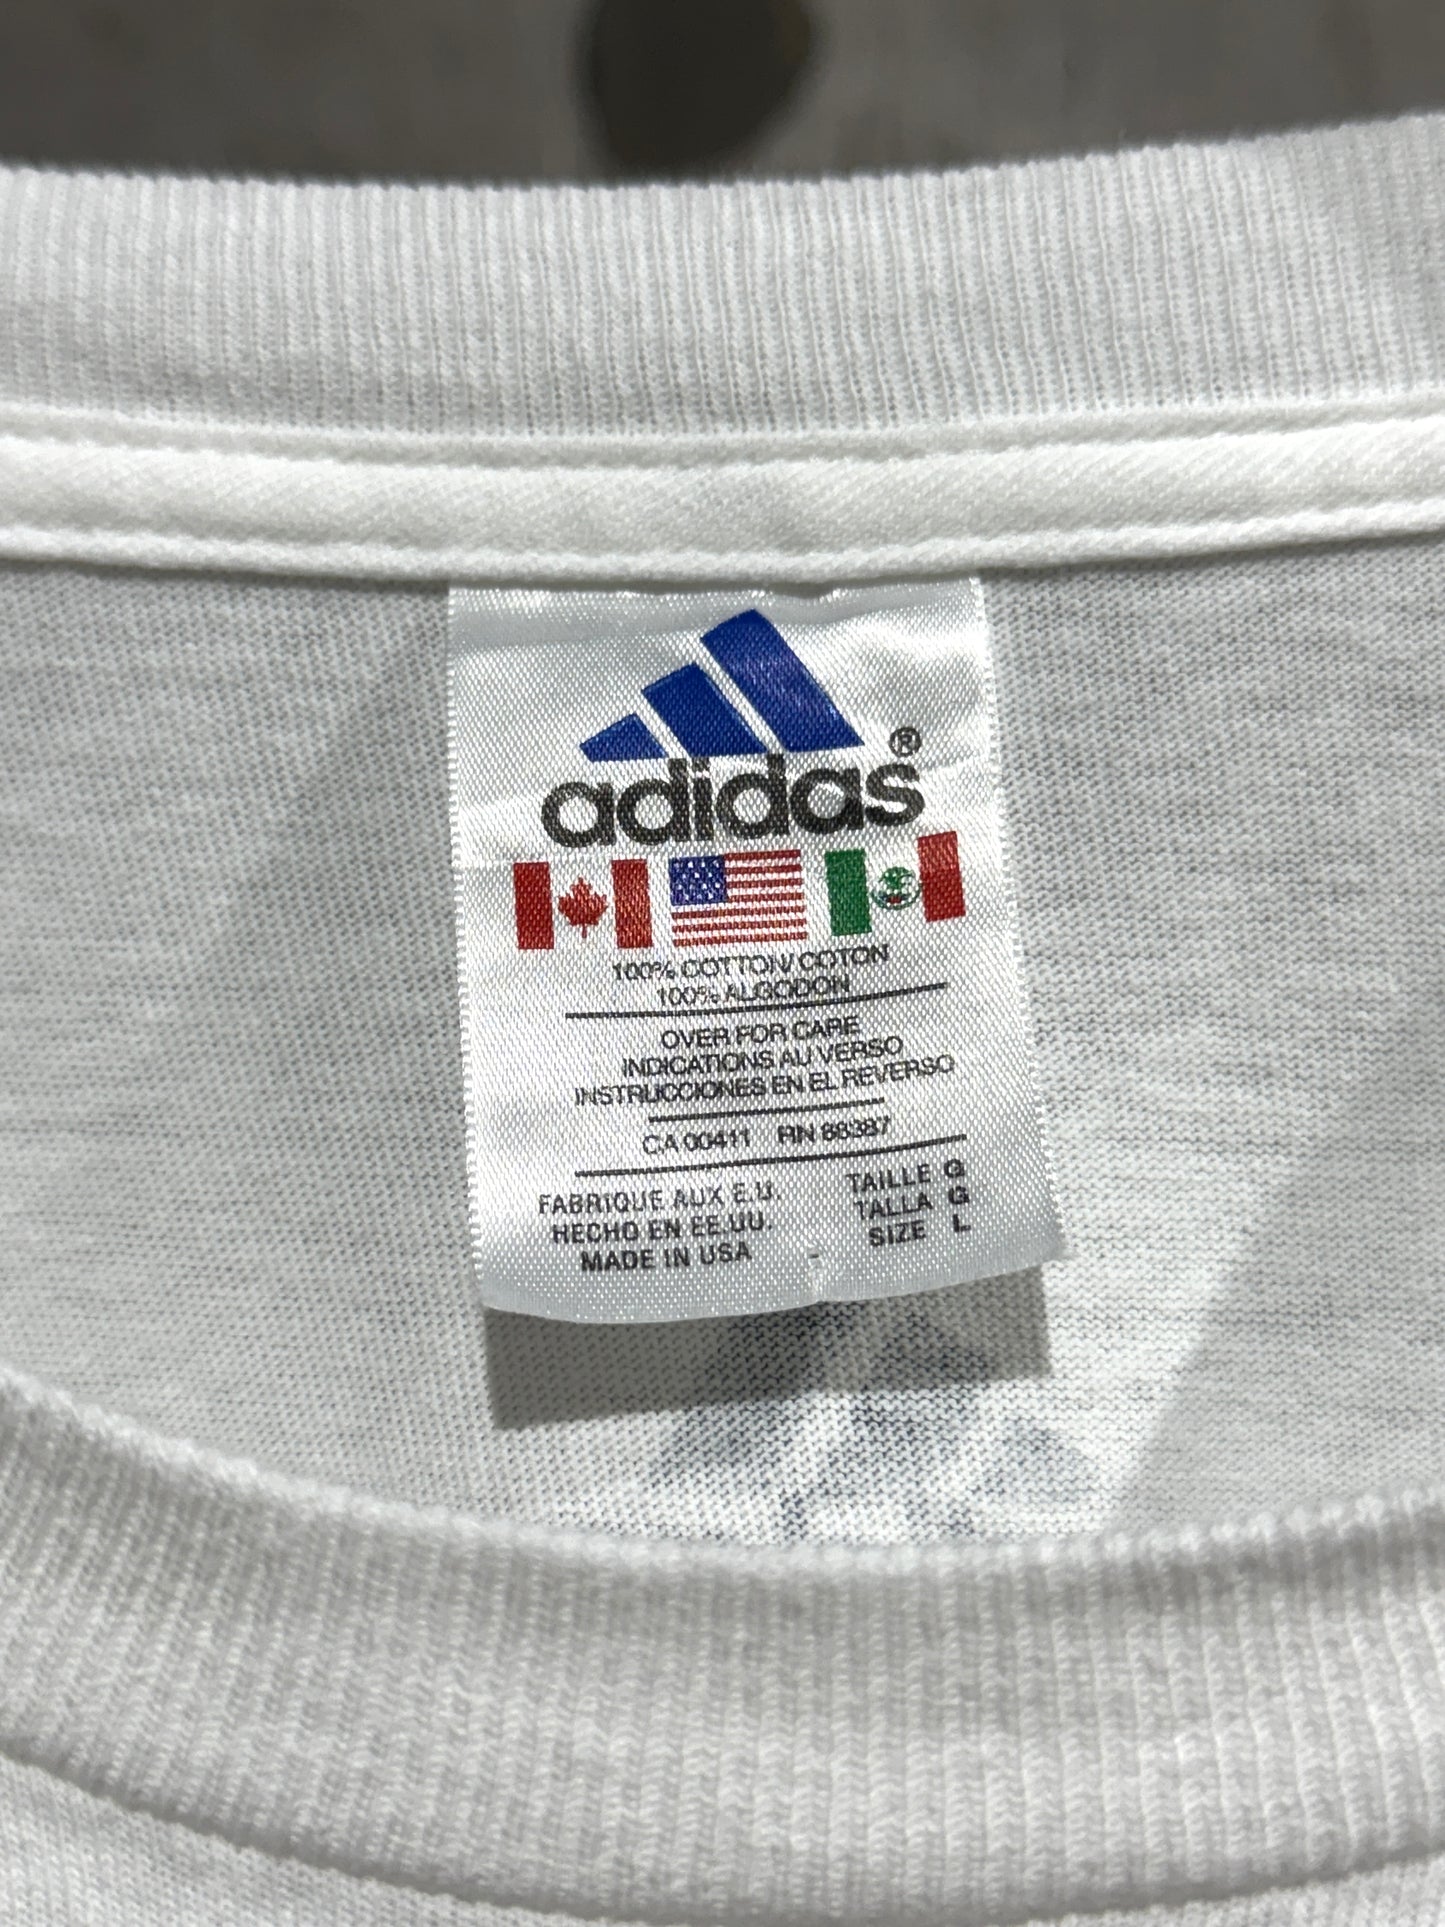 adidas®
100% COTTON/COTON
100% ALGODON
OVER FOR CARE
INDICATIONS AU VERSO
INSTRUCCIONES EN EL REVERSO
CA 00411 RN 88387
FABRIQUE AUX E.U. TAILLE G
HECHO EN EE.UU. TALLA G
MADE IN USA - SIZE L